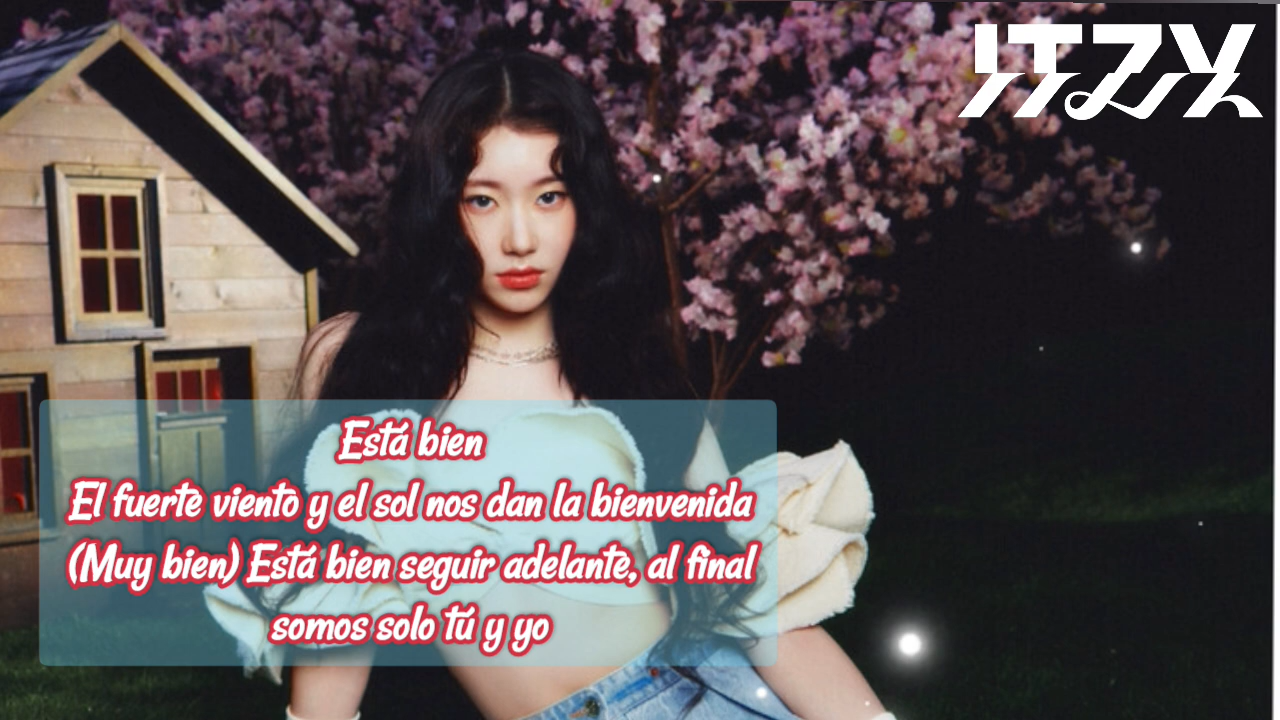 ITZY
Está bien
El fuerte viento y el sol nos dan la bienvenida
(Muy bien) Está bien seguir adelante, al final
somos solo tú y yo